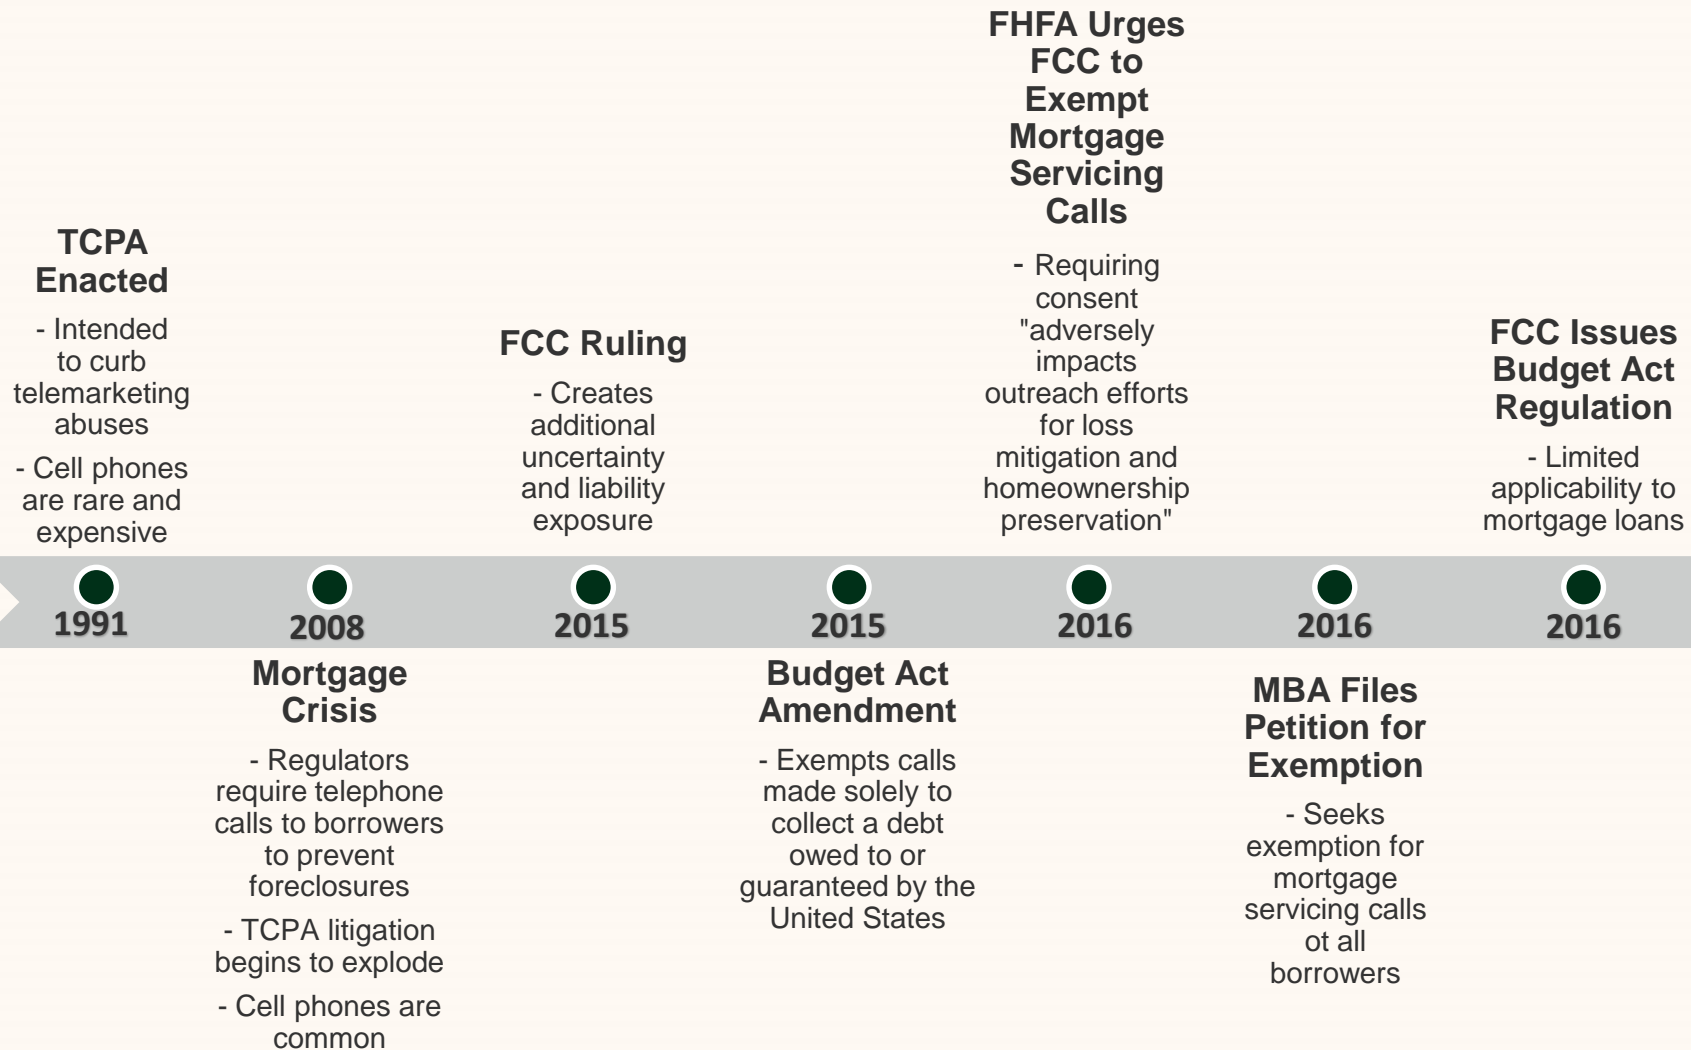 TCPA
Enacted
- Intended
to curb
telemarketing
abuses
- Cell phones
are rare and
expensive
1991
2008
Mortgage
Crisis
- Regulators
require telephone
calls to borrowers
to prevent
foreclosures
- TCPA litigation
begins to explode
- Cell phones are
common
FCC Ruling
- Creates
additional
uncertainty
and liability
exposure
2015
2015
Budget Act
Amendment
- Exempts calls
made solely to
collect a debt
owed to or
guaranteed by the
United States
FHFA Urges
FCC to
Exempt
Mortgage
Servicing
Calls
- Requiring
consent
"adversely
impacts
outreach efforts
for loss
mitigation and
homeownership
preservation"
2016
2016
MBA Files
Petition for
Exemption
- Seeks
exemption for
mortgage
servicing calls
ot all
borrowers
FCC Issues
Budget Act
Regulation
- Limited
applicability to
mortgage loans
2016